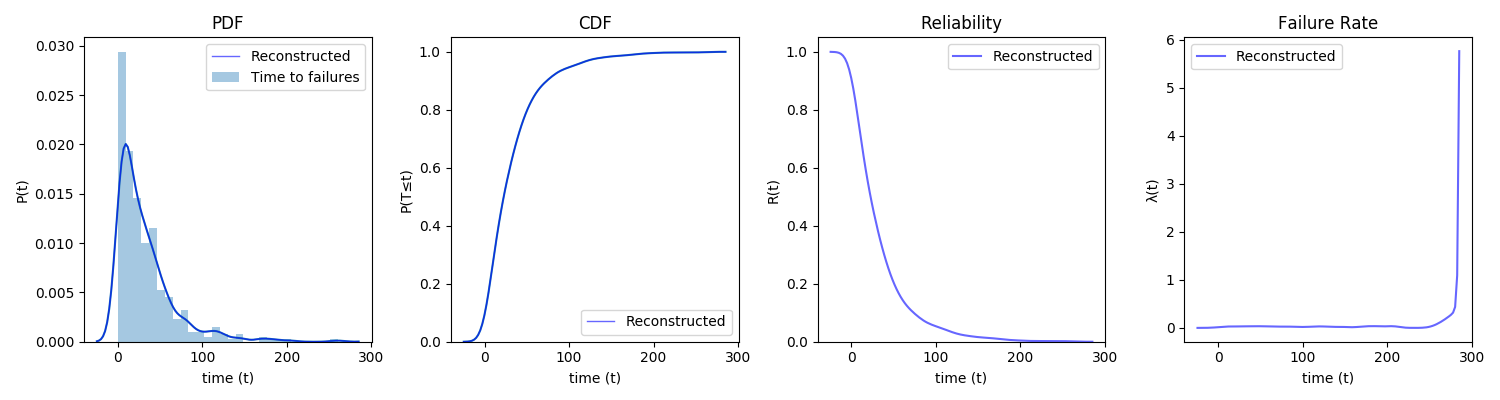 PDF
0.030
0.025
0.020
0.015
0.010
0.005
0.000
P(t)
Reconstructed
Time to failures
0
100
200
300
time (t)
CDF
1.0
0.8
0.6
0.4
0.2
0.0
P(T≤t)
Reconstructed
0
100
200
300
time (t)
Reliability
1.0
0.8
0.6
0.4
0.2
0.0
R(t)
Reconstructed
0
100
200
300
time (t)
Failure Rate
6
5
4
3
2
1
0
λ(t)
Reconstructed
0
100
200
300
time (t)